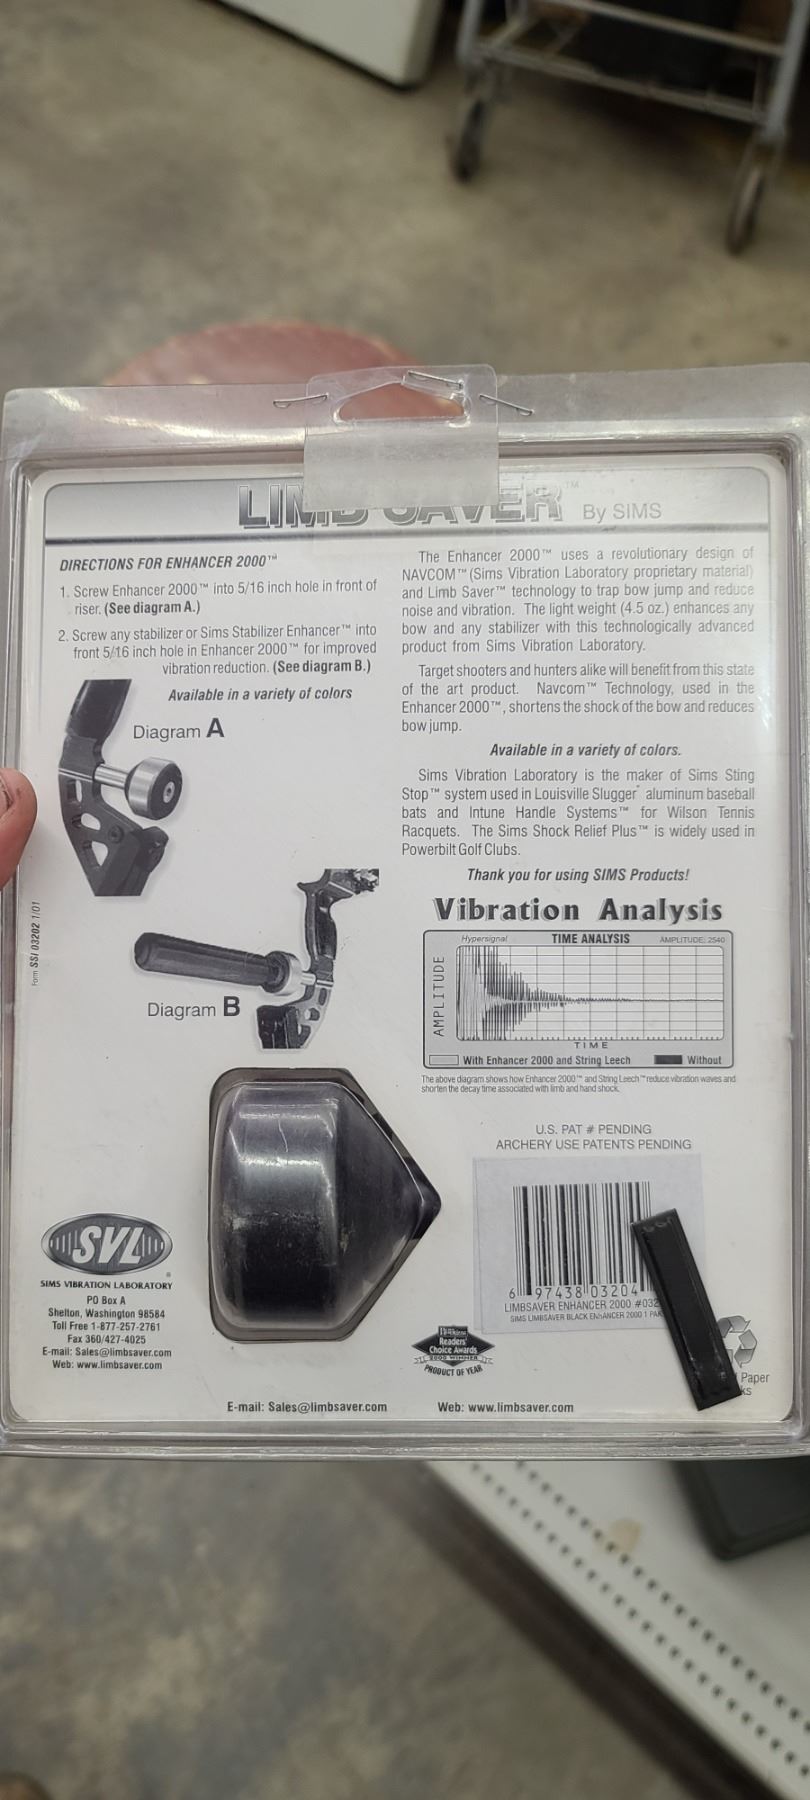 LIMB SAVER™ By SIMS
DIRECTIONS FOR ENHANCER 2000™
1. Screw Enhancer 2000™ into 5/16 inch hole in front of
riser. (See diagram A.)
2. Screw any stabilizer or Sims Stabilizer Enhancer™ into
front 5/16 inch hole in Enhancer 2000™ for improved
vibration reduction. (See diagram B.)
Available in a variety of colors
Diagram A
Diagram B
Form SSI 03202 1/01
The Enhancer 2000™ uses a revolutionary design of
NAVCOM™ (Sims Vibration Laboratory proprietary material)
and Limb Saver™ technology to trap bow jump and reduce
noise and vibration. The light weight (4.5 oz.) enhances any
bow and any stabilizer with this technologically advanced
product from Sims Vibration Laboratory.
Target shooters and hunters alike will benefit from this state
of the art product. Navcom™ Technology, used in the
Enhancer 2000™, shortens the shock of the bow and reduces
bow jump.
Available in a variety of colors.
Sims Vibration Laboratory is the maker of Sims Sting
Stop™ system used in Louisville Slugger® aluminum baseball
bats and Intune Handle Systems™ for Wilson Tennis
Racquets. The Sims Shock Relief Plus™ is widely used in
Powerbilt Golf Clubs.
Thank you for using SIMS Products!
Vibration Analysis
Hypersignal TIME ANALYSIS AMPLITUDE: 2540
AMPLITUDE
TIME
With Enhancer 2000 and String Leech Without
The above diagram shows how Enhancer 2000™ and String Leech™ reduce vibration waves and
shorten the decay time associated with limb and hand shock.
U.S. PAT # PENDING
ARCHERY USE PATENTS PENDING
6 97438 03204
LIMBSAVER ENHANCER 2000 #032
SIMS LIMBSAVER BLACK ENHANCER 2000 1 PAK
SVL®
SIMS VIBRATION LABORATORY
PO Box A
Shelton, Washington 98584
Toll Free 1-877-257-2761
Fax 360/427-4025
E-mail: Sales@limbsaver.com
Web: www.limbsaver.com
Readers'
Choice Awards
2000 WINNER
PRODUCT OF YEAR
Paper
ks
E-mail: Sales@limbsaver.com Web: www.limbsaver.com